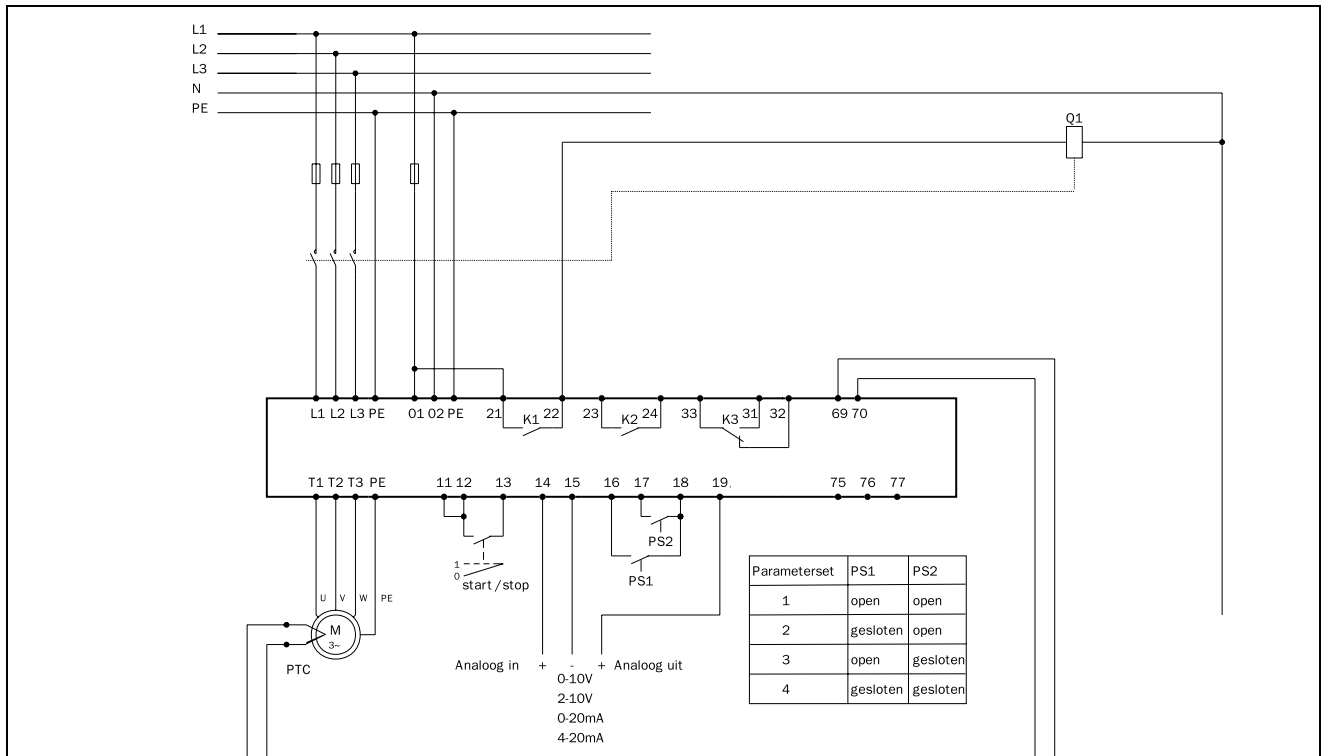 L1
L2
L3
N
PE
Q1
L1 L2 L3 PE 01 02 PE 21 22 23 24 33 31 32 69 70
K1 K2 K3
T1 T2 T3 PE 11 12 13 14 15 16 17 18 19. 75 76 77
PS2
1
0
start/stop
PS1
U V W PE
M
3~
PTC
Analoog in + - + Analoog uit
0-10V
2-10V
0-20mA
4-20mA
Parameterset PS1 PS2
1 open open
2 gesloten open
3 open gesloten
4 gesloten gesloten